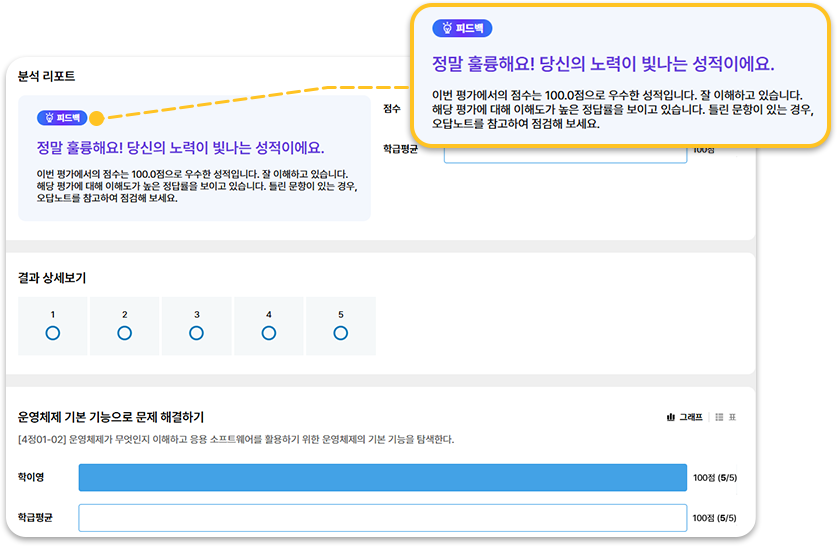 피드백
정말 훌륭해요! 당신의 노력이 빛나는 성적이에요.
이번 평가에서의 점수는 100.0점으로 우수한 성적입니다. 잘 이해하고 있습니다.
해당 평가에 대해 이해도가 높은 정답률을 보이고 있습니다. 틀린 문항이 있는 경우,
오답노트를 참고하여 점검해 보세요.
분석 리포트
피드백
정말 훌륭해요! 당신의 노력이 빛나는 성적이에요.
이번 평가에서의 점수는 100.0점으로 우수한 성적입니다. 잘 이해하고 있습니다.
해당 평가에 대해 이해도가 높은 정답률을 보이고 있습니다. 틀린 문항이 있는 경우,
오답노트를 참고하여 점검해 보세요.
점수
학급평균 100점
결과 상세보기
1 2 3 4 5
운영체제 기본 기능으로 문제 해결하기 그래프 표
[4정01-02] 운영체제가 무엇인지 이해하고 응용 소프트웨어를 활용하기 위한 운영체제의 기본 기능을 탐색한다.
학이영 100점 (5/5)
학급평균 100점 (5/5)